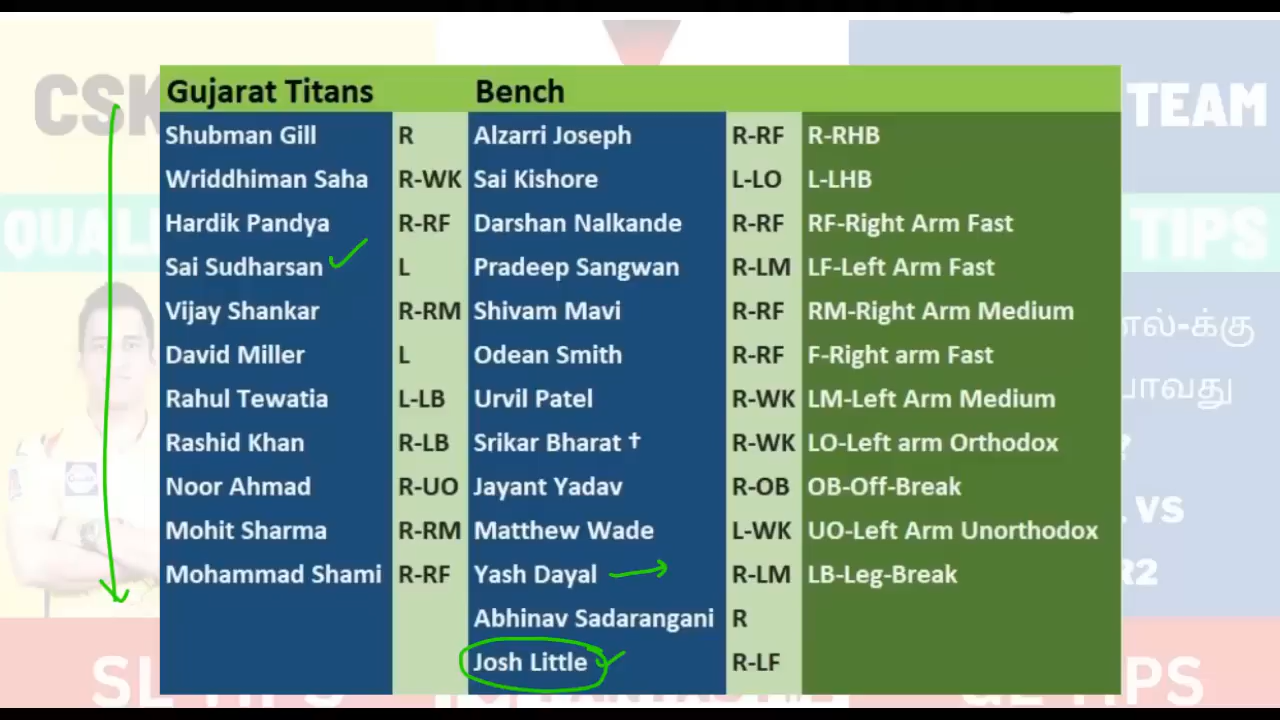 CSK
TEAM
Gujarat Titans Bench
Shubman Gill R Alzarri Joseph R-RF R-RHB
Wriddhiman Saha R-WK Sai Kishore L-LO L-LHB
Hardik Pandya R-RF Darshan Nalkande R-RF RF-Right Arm Fast
Sai Sudharsan L Pradeep Sangwan R-LM LF-Left Arm Fast
Vijay Shankar R-RM Shivam Mavi R-RF RM-Right Arm Medium
David Miller L Odean Smith R-RF F-Right arm Fast
Rahul Tewatia L-LB Urvil Patel R-WK LM-Left Arm Medium
Rashid Khan R-LB Srikar Bharat † R-WK LO-Left arm Orthodox
Noor Ahmad R-UO Jayant Yadav R-OB OB-Off-Break
Mohit Sharma R-RM Matthew Wade L-WK UO-Left Arm Unorthodox
Mohammad Shami R-RF Yash Dayal R-LM LB-Leg-Break
Abhinav Sadarangani R
Josh Little R-LF
TIPS
VS
SL TIPS